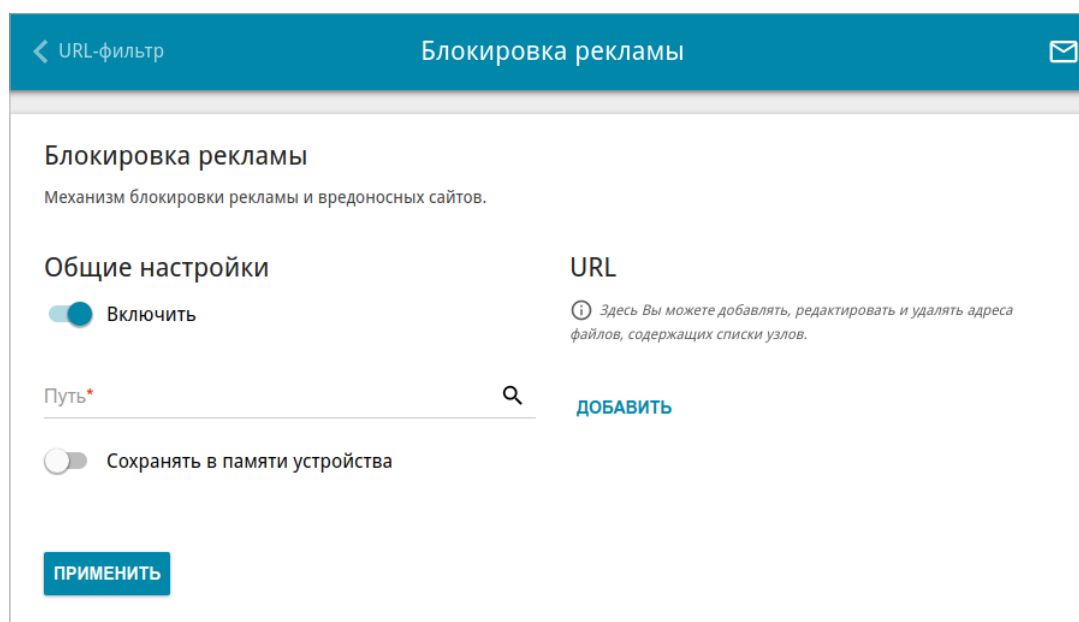 URL-фильтр
Блокировка рекламы
Блокировка рекламы
Механизм блокировки рекламы и вредоносных сайтов.
Общие настройки
Включить
Путь*
Сохранять в памяти устройства
ПРИМЕНИТЬ
URL
Здесь Вы можете добавлять, редактировать и удалять адреса
файлов, содержащих списки узлов.
ДОБАВИТЬ